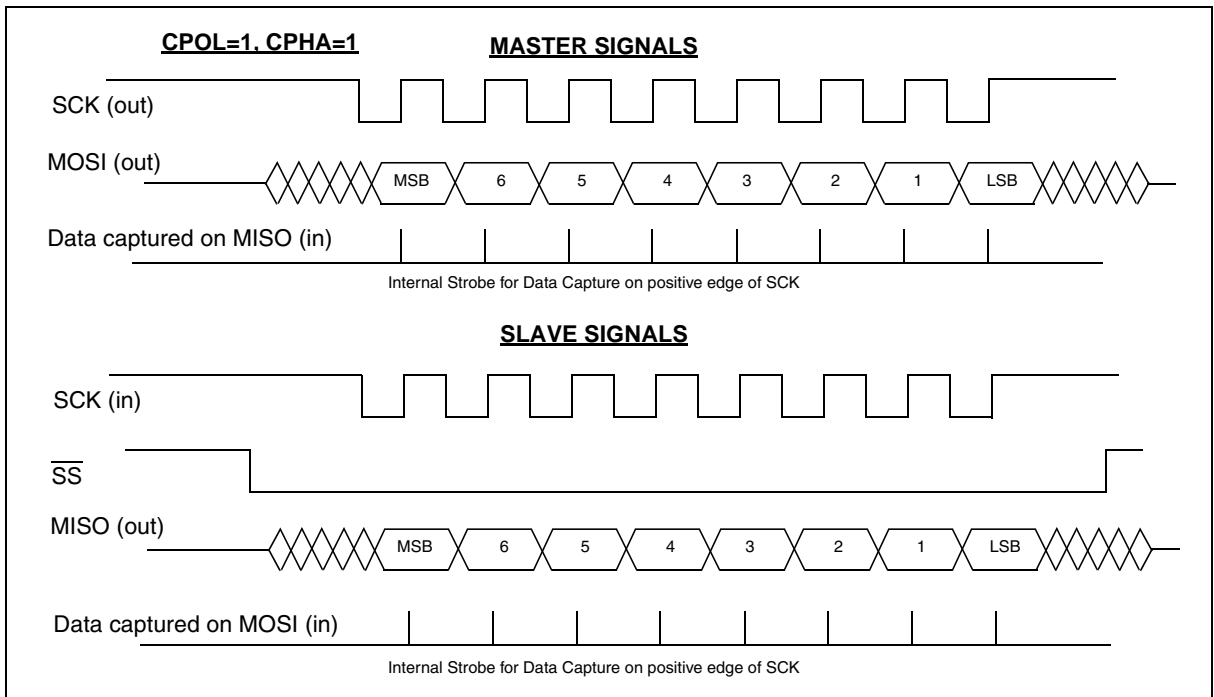 CPOL=1, CPHA=1 MASTER SIGNALS
SCK (out)
MOSI (out)
MSB 6 5 4 3 2 1 LSB
Data captured on MISO (in)
Internal Strobe for Data Capture on positive edge of SCK
SLAVE SIGNALS
SCK (in)
SS
MISO (out)
MSB 6 5 4 3 2 1 LSB
Data captured on MOSI (in)
Internal Strobe for Data Capture on positive edge of SCK